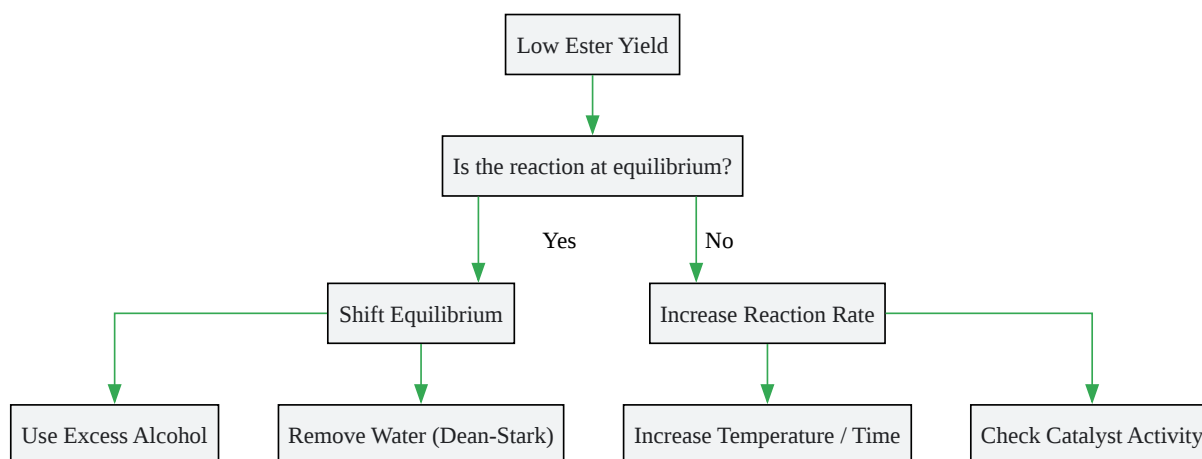 Low Ester Yield
Is the reaction at equilibrium?
Yes
No
Shift Equilibrium
Increase Reaction Rate
Use Excess Alcohol
Remove Water (Dean-Stark)
Increase Temperature / Time
Check Catalyst Activity